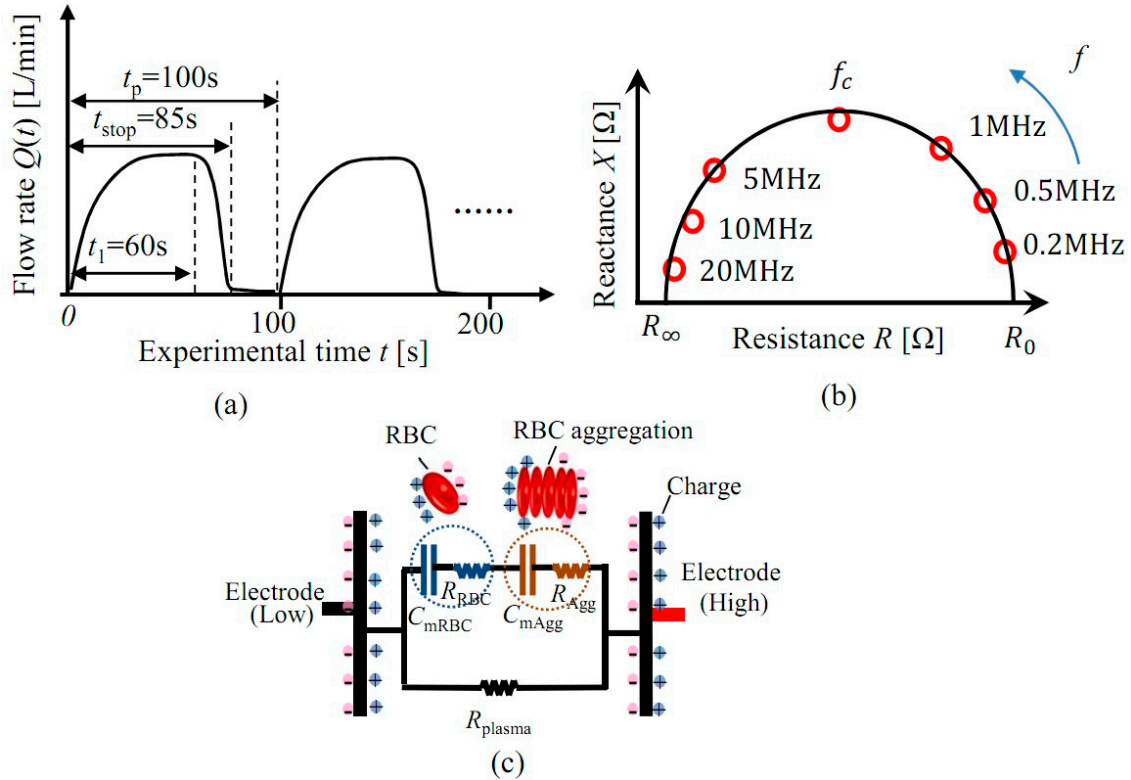 Flow rate Q(t) [L/min]
tp=100s
tstop=85s
t1=60s
......
0
100
200
Experimental time t [s]
(a)
Reactance X [Ω]
fc
f
1MHz
0.5MHz
0.2MHz
5MHz
10MHz
20MHz
R∞
Resistance R [Ω]
R0
(b)
RBC
RBC aggregation
Charge
Electrode
(Low)
RRBC
CmRBC
RAgg
CmAgg
Electrode
(High)
Rplasma
(c)